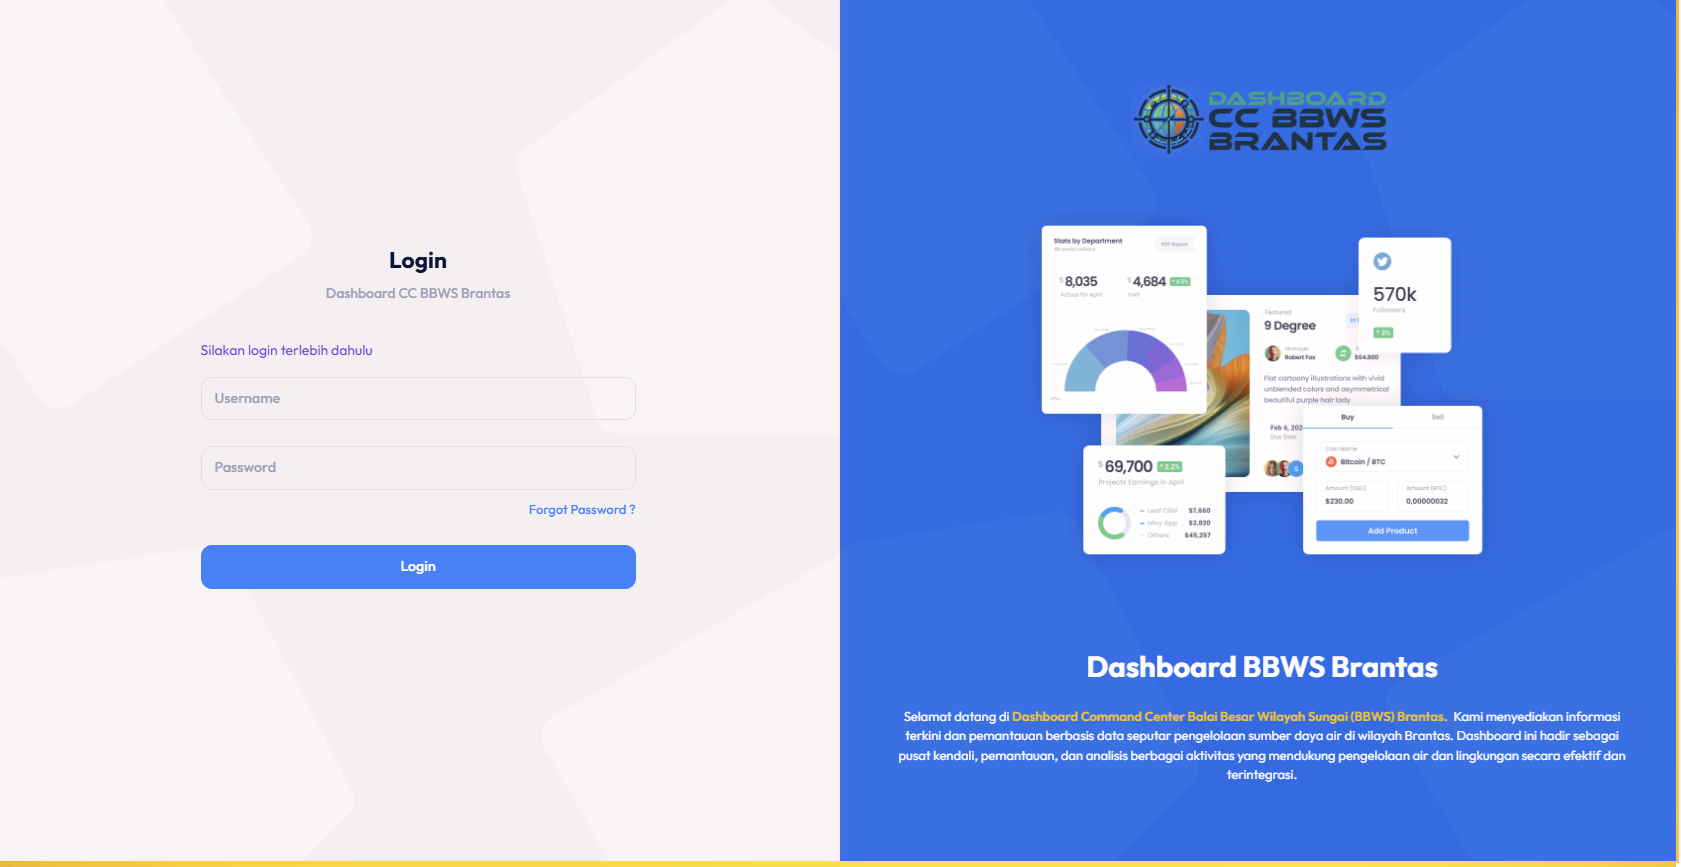 Login
Dashboard CC BBWS Brantas
Silakan login terlebih dahulu
Username
Password
Forgot Password ?
Login
DASHBOARD
CC BBWS
BRANTAS
Stats by Department
PDF Report
$8,035
Actual for April
$4,684
4.5%
GAP
570k
Followers
3%
Featured
9 Degree
Manager
Robert Fox
$64,800
Flat cartoony illustrations with vivid
unblended colors and asymmetrical
beautiful purple hair lady
Feb 6, 202
Due Date
S
$69,700
2.2%
Projects Earnings in April
Leaf CRM $7,660
Mivy App $2,820
Others $45,257
Buy Sell
Coin Name
Bitcoin / BTC
Amount (USD)
$230.00
Amount (BTC)
0,00000032
Add Product
Dashboard BBWS Brantas
Selamat datang di Dashboard Command Center Balai Besar Wilayah Sungai (BBWS) Brantas. Kami menyediakan informasi
terkini dan pemantauan berbasis data seputar pengelolaan sumber daya air di wilayah Brantas. Dashboard ini hadir sebagai
pusat kendali, pemantauan, dan analisis berbagai aktivitas yang mendukung pengelolaan air dan lingkungan secara efektif dan
terintegrasi.